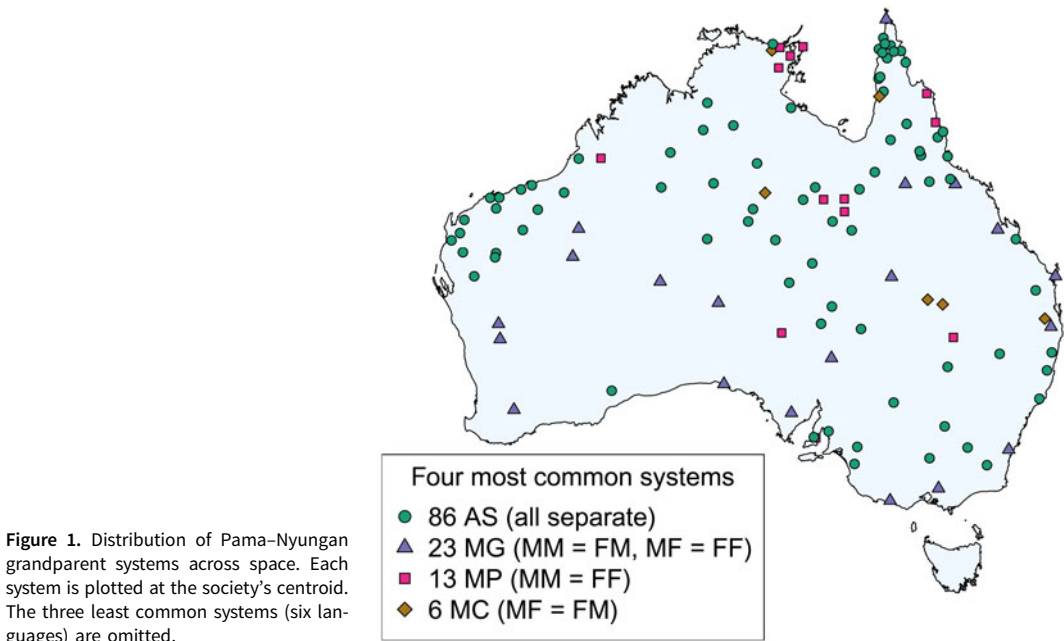 Four most common systems
86 AS (all separate)
23 MG (MM = FM, MF = FF)
13 MP (MM = FF)
6 MC (MF = FM)
Figure 1. Distribution of Pama–Nyungan
grandparent systems across space. Each
system is plotted at the society's centroid.
The three least common systems (six lan-
guages) are omitted.